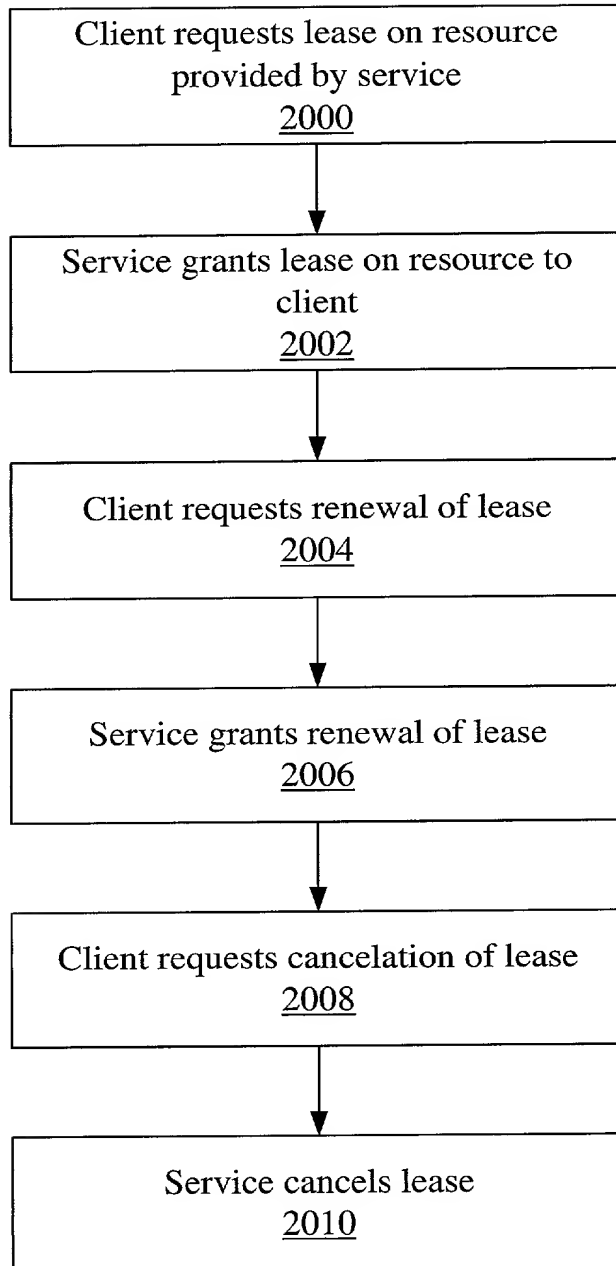 Client requests lease on resource
provided by service
2000
Service grants lease on resource to
client
2002
Client requests renewal of lease
2004
Service grants renewal of lease
2006
Client requests cancelation of lease
2008
Service cancels lease
2010